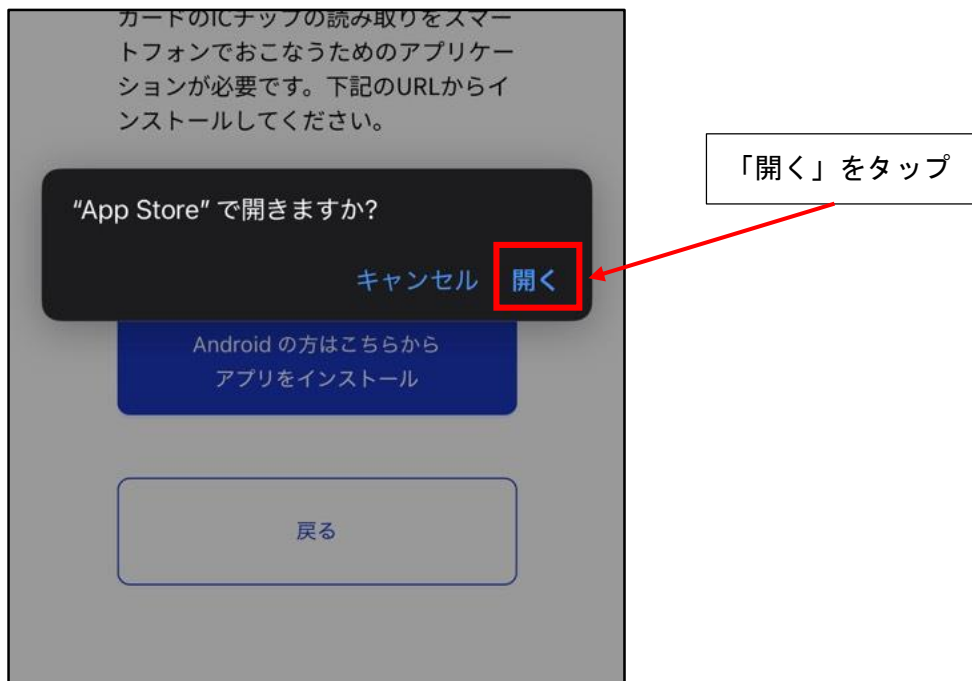 カードのICチップの読み取りをスマー
トフォンでおこなうためのアプリケー
ションが必要です。下記のURLからイ
ンストールしてください。
「開く」をタップ
“App Store” で開きますか?
キャンセル 開く
Android の方はこちらから
アプリをインストール
戻る